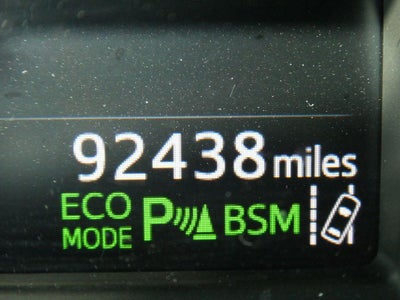 92438 miles
ECO MODE P BSM